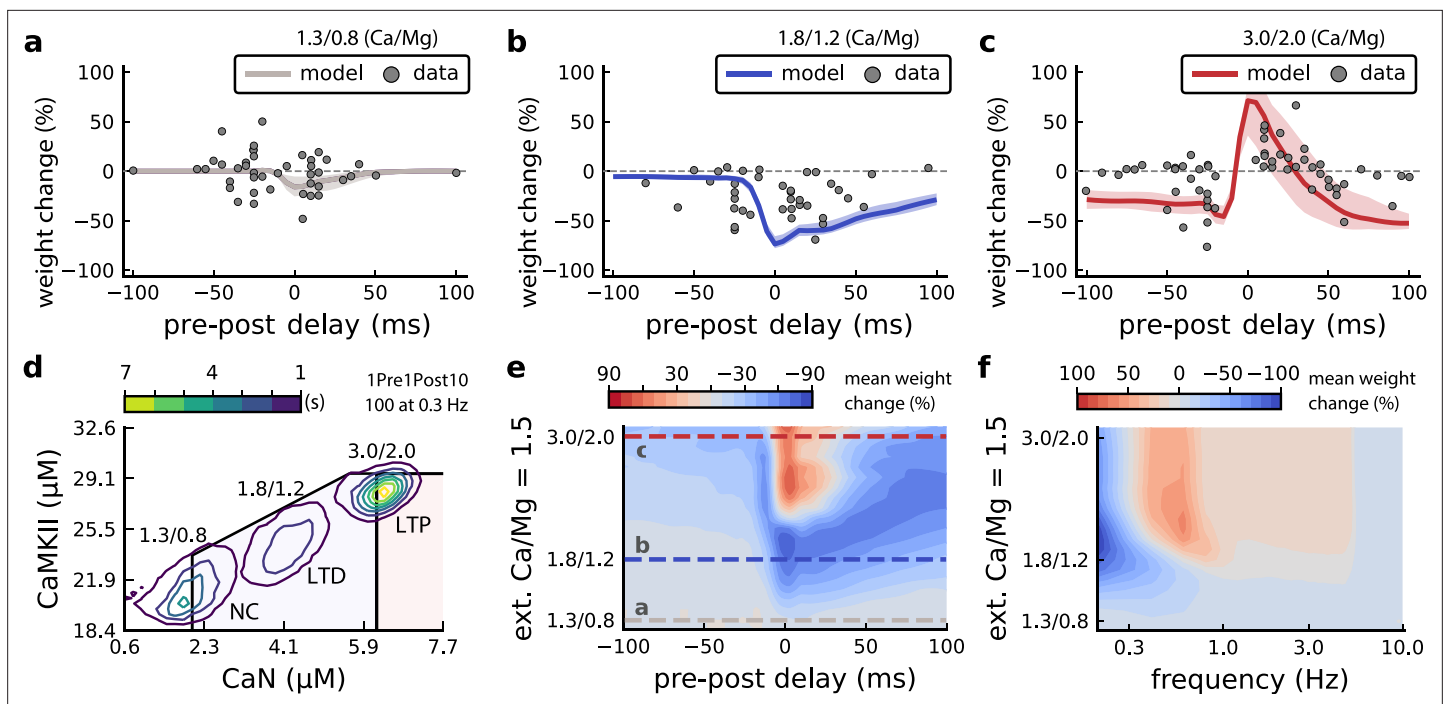 a
1.3/0.8 (Ca/Mg)
model
data
100
50
0
−50
−100
weight change (%)
−100
−50
0
50
100
pre-post delay (ms)
b
1.8/1.2 (Ca/Mg)
model
data
100
50
0
−50
−100
weight change (%)
−100
−50
0
50
100
pre-post delay (ms)
c
3.0/2.0 (Ca/Mg)
model
data
100
50
0
−50
−100
weight change (%)
−100
−50
0
50
100
pre-post delay (ms)
d
7
4
1
(s)
1Pre1Post10
100 at 0.3 Hz
32.6
29.1
25.5
21.9
18.4
CaMKII (μM)
3.0/2.0
1.8/1.2
1.3/0.8
LTP
LTD
NC
0.6
2.3
4.1
5.9
7.7
CaN (μM)
e
90
30
−30
−90
mean weight
change (%)
ext. Ca/Mg = 1.5
3.0/2.0
1.8/1.2
1.3/0.8
c
b
a
−100
−50
0
50
100
pre-post delay (ms)
f
100
50
0
−50
−100
mean weight
change (%)
ext. Ca/Mg = 1.5
3.0/2.0
1.8/1.2
1.3/0.8
0.3
1.0
3.0
10.0
frequency (Hz)